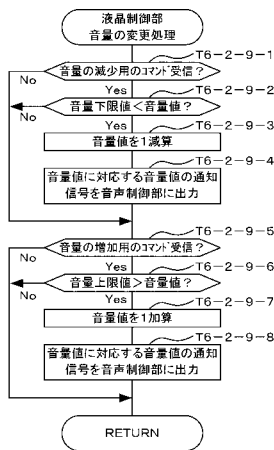 液晶制御部
音量の変更処理
T6-2-9-1
音量の減少用のコマンド受信?
No
Yes
T6-2-9-2
音量下限値<音量値?
No
Yes
T6-2-9-3
音量値を1減算
T6-2-9-4
音量値に対応する音量値の通知
信号を音声制御部に出力
T6-2-9-5
音量の増加用のコマンド受信?
No
Yes
T6-2-9-6
音量上限値>音量値?
No
Yes
T6-2-9-7
音量値を1加算
T6-2-9-8
音量値に対応する音量値の通知
信号を音声制御部に出力
RETURN